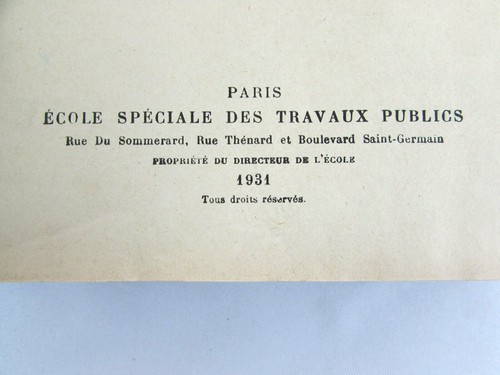 PARIS
ÉCOLE SPÉCIALE DES TRAVAUX PUBLICS
Rue Du Sommerard, Rue Thénard et Boulevard Saint-Germain
PROPRIÉTÉ DU DIRECTEUR DE L'ÉCOLE
1931
Tous droits réservés.